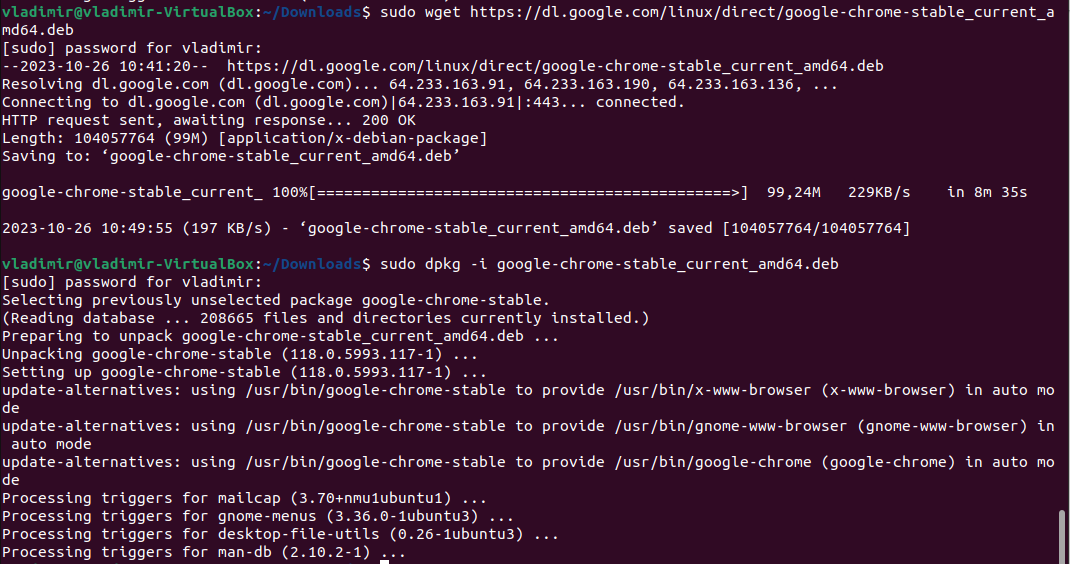 vladimir@vladimir-VirtualBox:~/Downloads$ sudo wget https://dl.google.com/linux/direct/google-chrome-stable_current_a
md64.deb
[sudo] password for vladimir:
--2023-10-26 10:41:20--  https://dl.google.com/linux/direct/google-chrome-stable_current_amd64.deb
Resolving dl.google.com (dl.google.com)... 64.233.163.91, 64.233.163.190, 64.233.163.136, ...
Connecting to dl.google.com (dl.google.com)|64.233.163.91|:443... connected.
HTTP request sent, awaiting response... 200 OK
Length: 104057764 (99M) [application/x-debian-package]
Saving to: ‘google-chrome-stable_current_amd64.deb’
google-chrome-stable_current_ 100%[==============================================>]  99,24M   229KB/s    in 8m 35s
2023-10-26 10:49:55 (197 KB/s) - ‘google-chrome-stable_current_amd64.deb’ saved [104057764/104057764]
vladimir@vladimir-VirtualBox:~/Downloads$ sudo dpkg -i google-chrome-stable_current_amd64.deb
[sudo] password for vladimir:
Selecting previously unselected package google-chrome-stable.
(Reading database ... 208665 files and directories currently installed.)
Preparing to unpack google-chrome-stable_current_amd64.deb ...
Unpacking google-chrome-stable (118.0.5993.117-1) ...
Setting up google-chrome-stable (118.0.5993.117-1) ...
update-alternatives: using /usr/bin/google-chrome-stable to provide /usr/bin/x-www-browser (x-www-browser) in auto mo
de
update-alternatives: using /usr/bin/google-chrome-stable to provide /usr/bin/gnome-www-browser (gnome-www-browser) in
 auto mode
update-alternatives: using /usr/bin/google-chrome-stable to provide /usr/bin/google-chrome (google-chrome) in auto mo
de
Processing triggers for mailcap (3.70+nmu1ubuntu1) ...
Processing triggers for gnome-menus (3.36.0-1ubuntu3) ...
Processing triggers for desktop-file-utils (0.26-1ubuntu3) ...
Processing triggers for man-db (2.10.2-1) ...